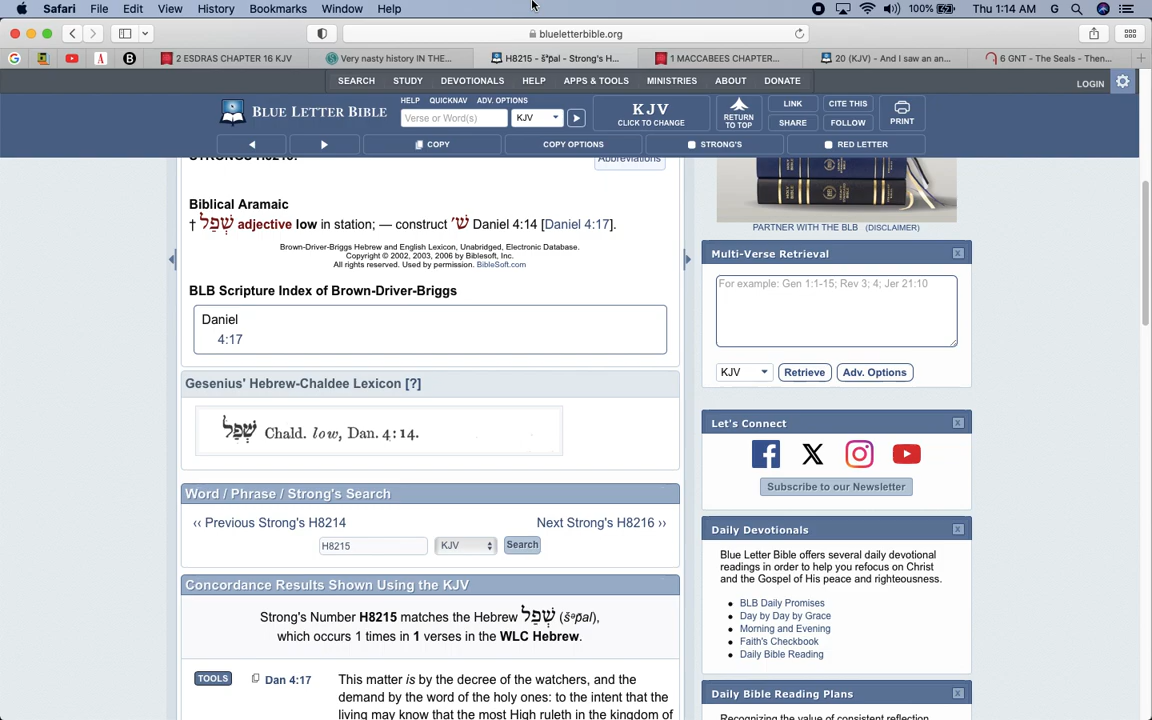 Safari File Edit View History Bookmarks Window Help 100% Thu 1:14 AM G
blueletterbible.org
2 ESDRAS CHAPTER 16 KJV
Very nasty history IN THE...
H8215 - šᵊp̄al - Strong's H...
1 MACCABEES CHAPTER...
20 (KJV) - And I saw an an...
6 GNT - The Seals - Then...
SEARCH STUDY DEVOTIONALS HELP APPS & TOOLS MINISTRIES ABOUT DONATE LOGIN
BLUE LETTER BIBLE
HELP QUICKNAV ADV. OPTIONS
Verse or Word(s) KJV
KJV
CLICK TO CHANGE
RETURN
TO TOP
LINK CITE THIS
SHARE FOLLOW
PRINT
COPY COPY OPTIONS STRONG'S RED LETTER
STRONGS H8215:
Abbreviations
Biblical Aramaic
† שְׁפַל adjective low in station; — construct שׁ׳ Daniel 4:14 [Daniel 4:17].
Brown-Driver-Briggs Hebrew and English Lexicon, Unabridged, Electronic Database.
Copyright © 2002, 2003, 2006 by Biblesoft, Inc.
All rights reserved. Used by permission. BibleSoft.com
BLB Scripture Index of Brown-Driver-Briggs
Daniel
4:17
Gesenius' Hebrew-Chaldee Lexicon [?]
שְׁפַל Chald. low, Dan. 4:14.
Word / Phrase / Strong's Search
‹‹ Previous Strong's H8214 Next Strong's H8216 ››
H8215 KJV Search
Concordance Results Shown Using the KJV
Strong's Number H8215 matches the Hebrew שְׁפַל (šᵊp̄al),
which occurs 1 times in 1 verses in the WLC Hebrew.
TOOLS Dan 4:17 This matter is by the decree of the watchers, and the
demand by the word of the holy ones: to the intent that the
living may know that the most High ruleth in the kingdom of
PARTNER WITH THE BLB (DISCLAIMER)
Multi-Verse Retrieval
For example: Gen 1:1-15; Rev 3; 4; Jer 21:10
KJV Retrieve Adv. Options
Let's Connect
Subscribe to our Newsletter
Daily Devotionals
Blue Letter Bible offers several daily devotional
readings in order to help you refocus on Christ
and the Gospel of His peace and righteousness.
BLB Daily Promises
Day by Day by Grace
Morning and Evening
Faith's Checkbook
Daily Bible Reading
Daily Bible Reading Plans
Recognizing the value of consistent reflection